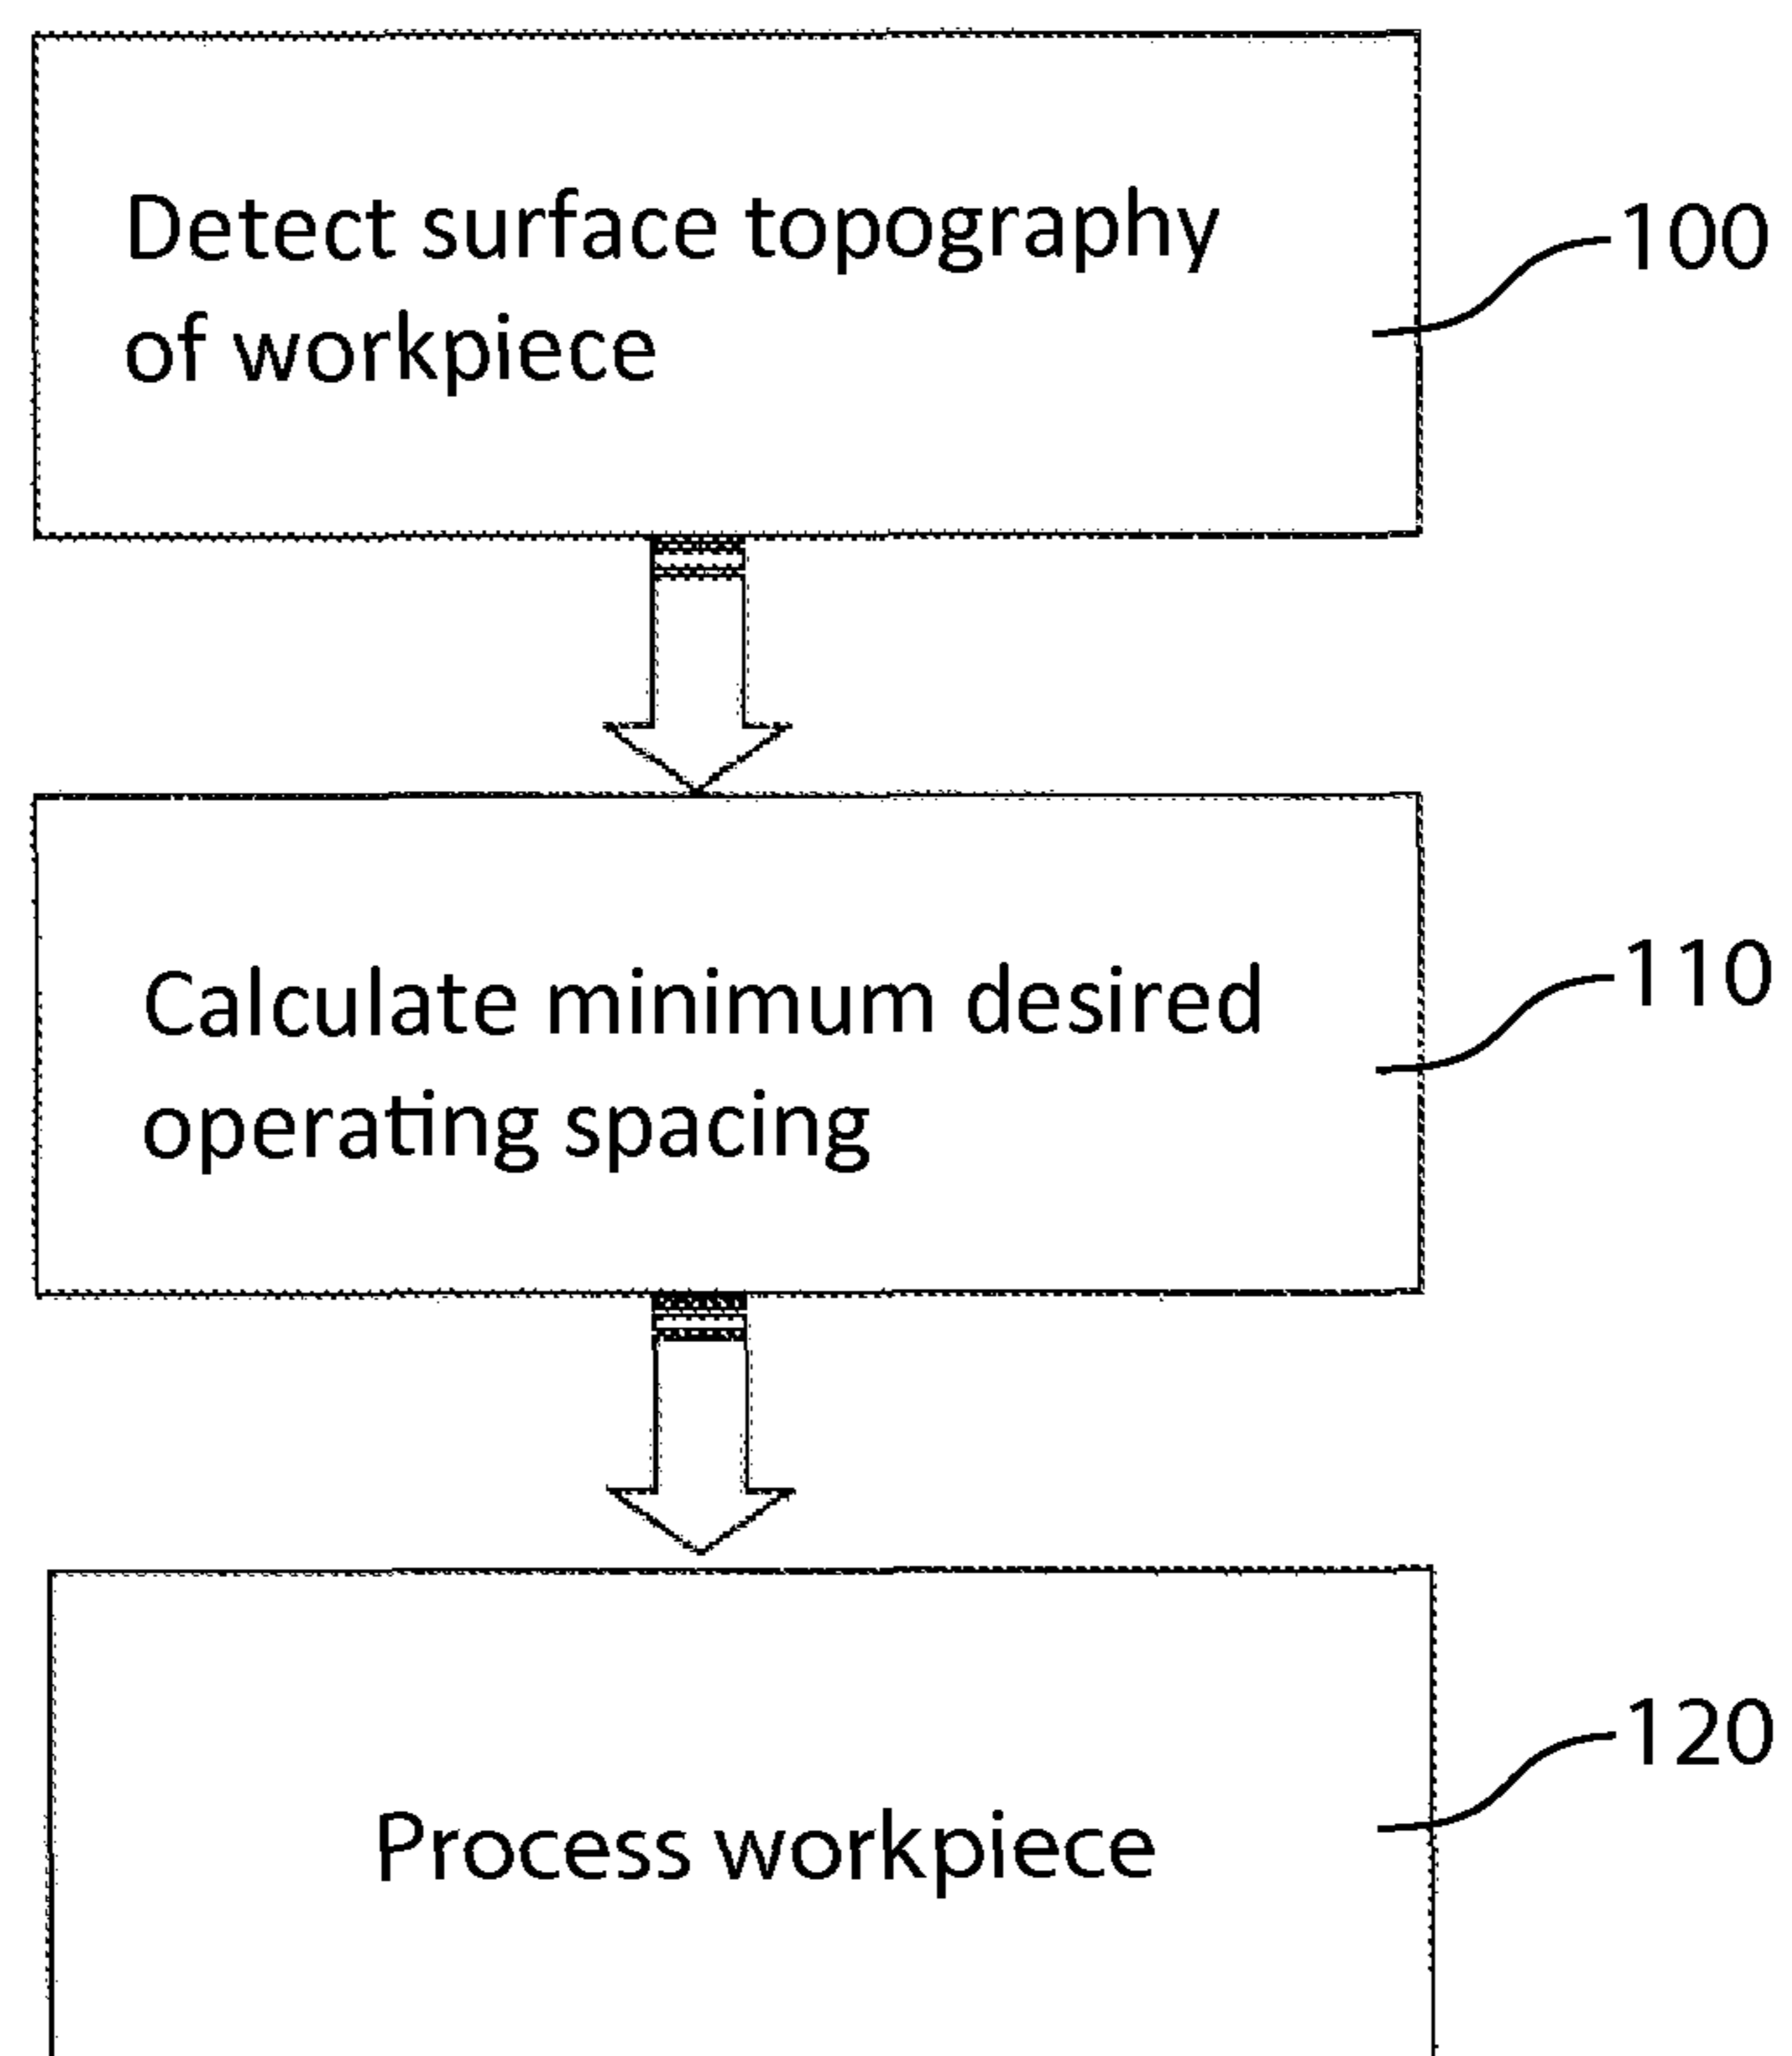 Detect surface topography
of workpiece
100
Calculate minimum desired
operating spacing
110
Process workpiece
120